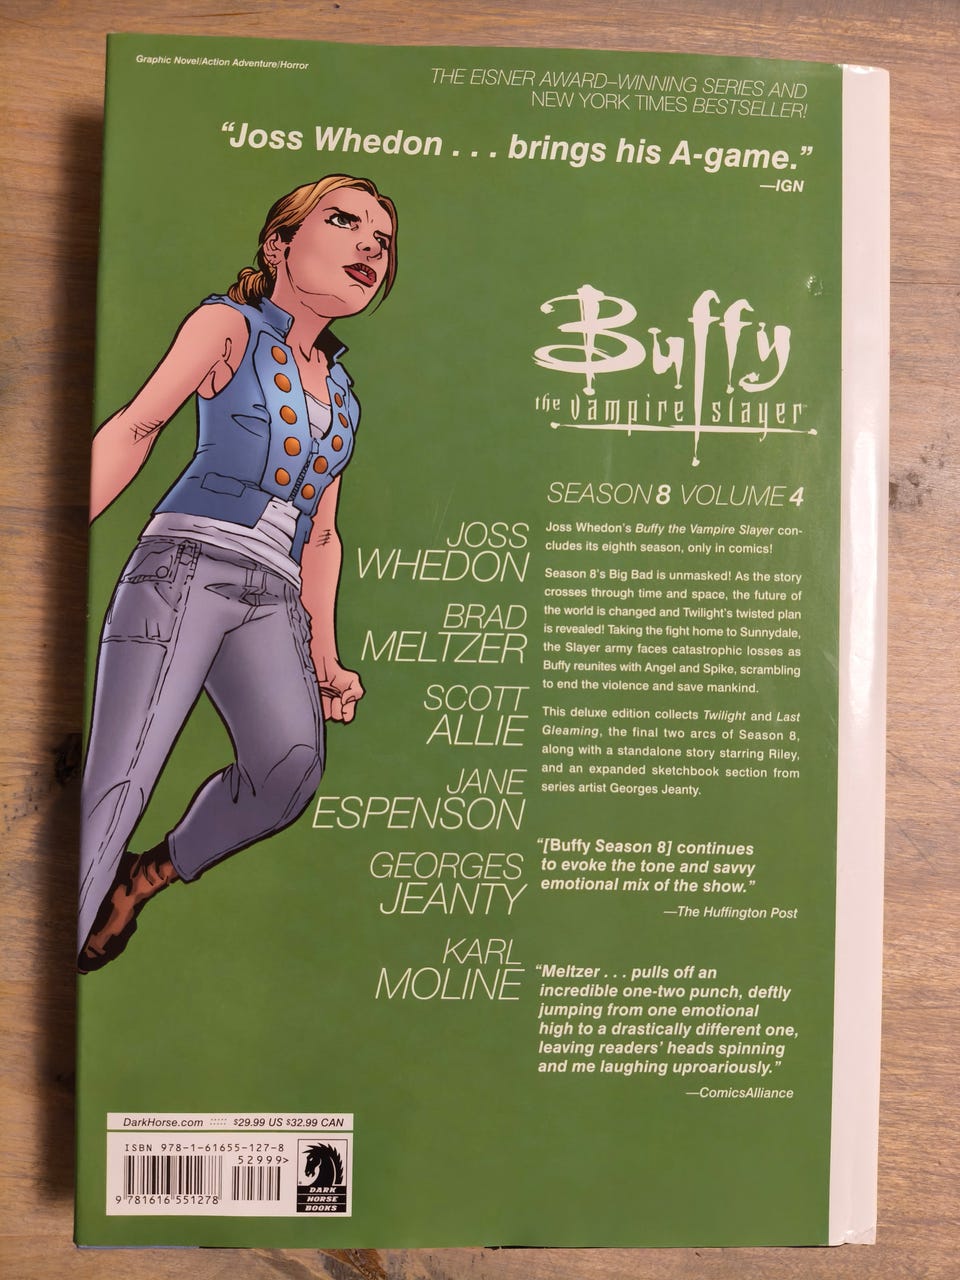 Graphic Novel/Action Adventure/Horror
THE EISNER AWARD–WINNING SERIES AND
NEW YORK TIMES BESTSELLER!
“Joss Whedon . . . brings his A-game.”
—IGN
Buffy
the vampire slayer™
SEASON 8 VOLUME 4
JOSS
WHEDON
BRAD
MELTZER
SCOTT
ALLIE
JANE
ESPENSON
GEORGES
JEANTY
KARL
MOLINE
Joss Whedon’s Buffy the Vampire Slayer con-
cludes its eighth season, only in comics!
Season 8’s Big Bad is unmasked! As the story
crosses through time and space, the future of
the world is changed and Twilight’s twisted plan
is revealed! Taking the fight home to Sunnydale,
the Slayer army faces catastrophic losses as
Buffy reunites with Angel and Spike, scrambling
to end the violence and save mankind.
This deluxe edition collects Twilight and Last
Gleaming, the final two arcs of Season 8,
along with a standalone story starring Riley,
and an expanded sketchbook section from
series artist Georges Jeanty.
“[Buffy Season 8] continues
to evoke the tone and savvy
emotional mix of the show.”
—The Huffington Post
“Meltzer . . . pulls off an
incredible one-two punch, deftly
jumping from one emotional
high to a drastically different one,
leaving readers’ heads spinning
and me laughing uproariously.”
—ComicsAlliance
DarkHorse.com ::::: $29.99 US $32.99 CAN
ISBN 978-1-61655-127-8
52999>
9 781616 551278
DARK
HORSE
BOOKS